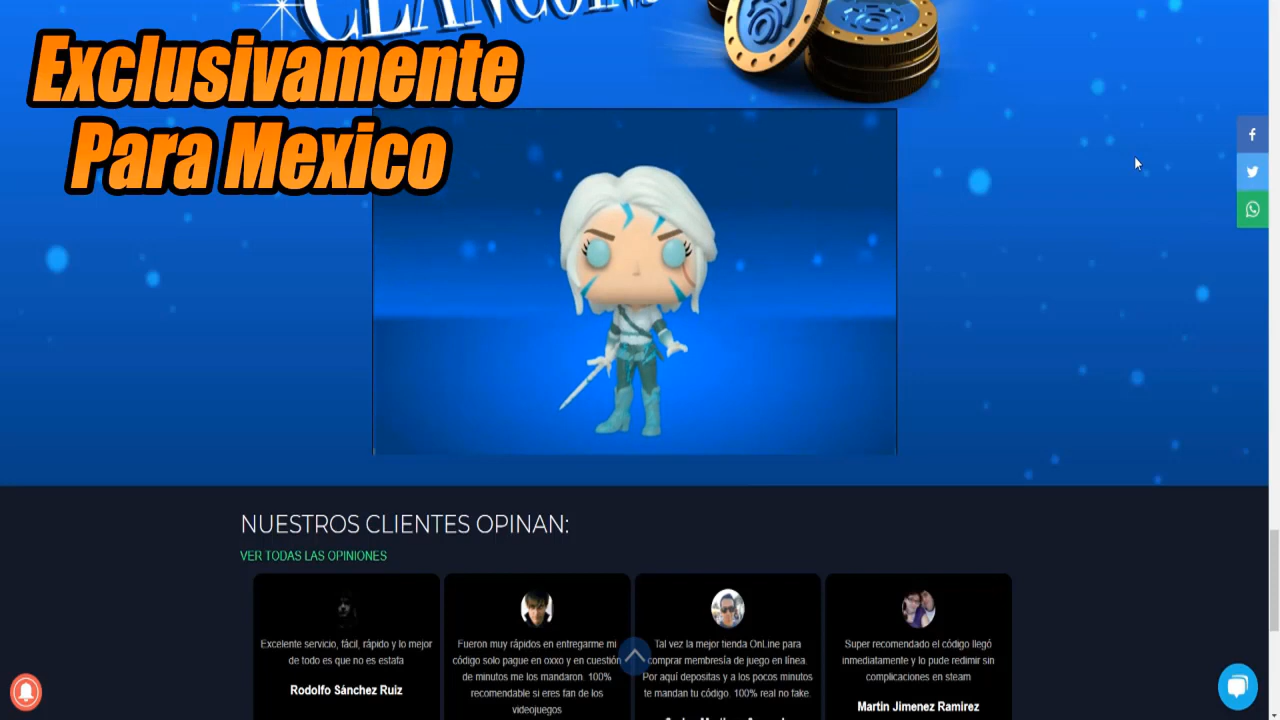 CLANCOINS
Exclusivamente
Para Mexico
NUESTROS CLIENTES OPINAN:
VER TODAS LAS OPINIONES
Excelente servicio, fácil, rápido y lo mejor
de todo es que no es estafa
Rodolfo Sánchez Ruiz
Fueron muy rápidos en entregarme mi
código solo pague en oxxo y en cuestión
de minutos me los mandaron. 100%
recomendable si eres fan de los
videojuegos
Tal vez la mejor tienda OnLine para
comprar membresía de juego en línea.
Por aquí depositas y a los pocos minutos
te mandan tu código. 100% real no fake.
Super recomendado el código llegó
inmediatamente y lo pude redimir sin
complicaciones en steam
Martin Jimenez Ramirez